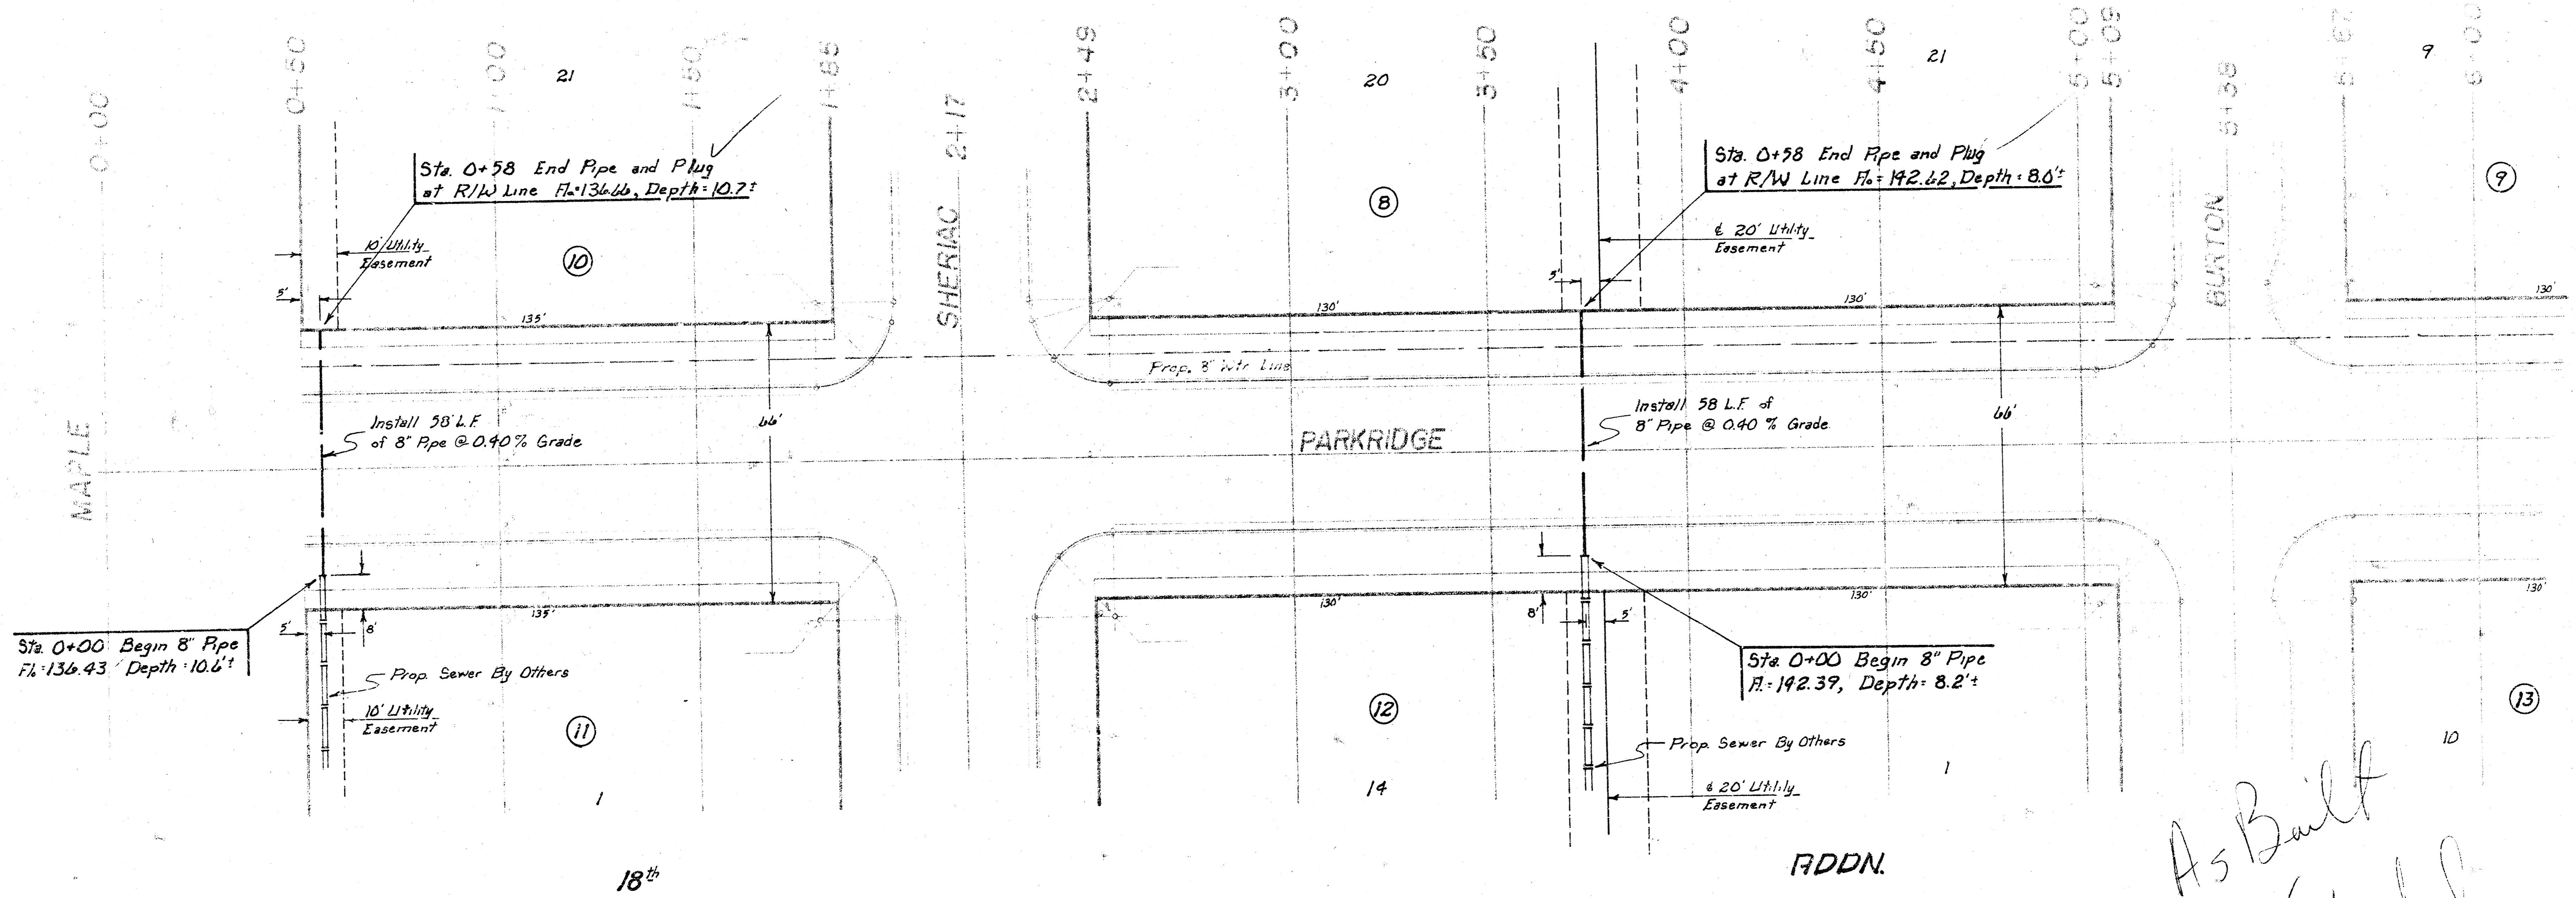 0+00
0+50
1+00
1+50
1+85
2+49
3+00
3+50
4+00
4+50
5+00
5+09
6+00
21
20
21
9
MAPLE
SHERIAC 2+17
BURTON 5+38
PARKRIDGE
Sta. 0+58 End Pipe and Plug
at R/W Line Fl.=136.66, Depth=10.7'±
10' Utility
Easement
10
5'
135'
Sta. 0+58 End Pipe and Plug
at R/W Line Fl.=142.62, Depth=8.0'±
8
℄ 20' Utility
Easement
5'
130'
130'
9
130'
Prop. 8" Wtr Line
Install 58 L.F.
of 8" Pipe @ 0.40% Grade
66'
Install 58 L.F. of
8" Pipe @ 0.40% Grade
66'
Sta. 0+00 Begin 8" Pipe
Fl.=136.43 Depth=10.6'±
5'
8'
135'
Prop. Sewer By Others
10' Utility
Easement
11
1
130'
8'
5'
130'
130'
Sta. 0+00 Begin 8" Pipe
Fl.=142.39, Depth=8.2'±
12
14
Prop. Sewer By Others
℄ 20' Utility
Easement
1
13
10
18th
ADDN.
As Built